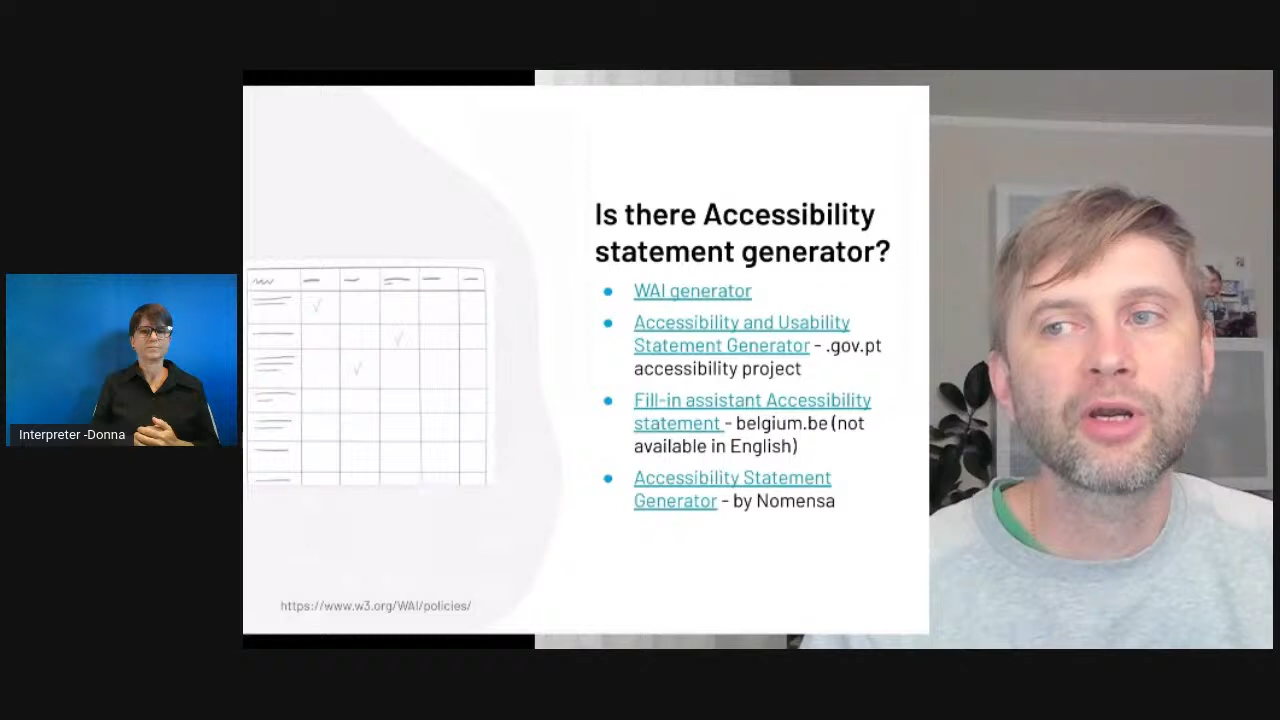 Is there Accessibility
statement generator?
● WAI generator
● Accessibility and Usability
Statement Generator - .gov.pt
accessibility project
● Fill-in assistant Accessibility
statement - belgium.be (not
available in English)
● Accessibility Statement
Generator - by Nomensa
https://www.w3.org/WAI/policies/
Interpreter -Donna